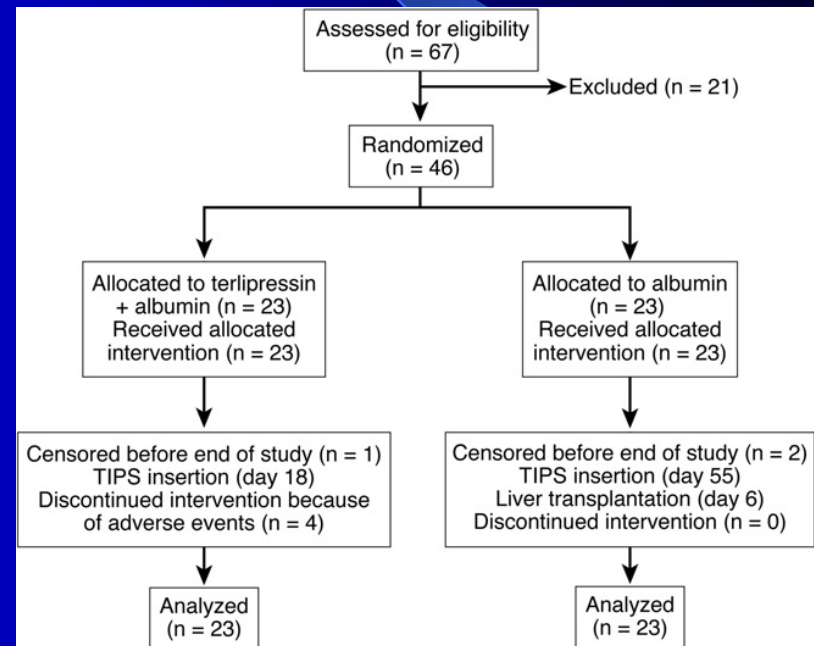 Assessed for eligibility
(n = 67)
Excluded (n = 21)
Randomized
(n = 46)
Allocated to terlipressin
+ albumin (n = 23)
Received allocated
intervention (n = 23)
Allocated to albumin
(n = 23)
Received allocated
intervention (n = 23)
Censored before end of study (n = 1)
TIPS insertion (day 18)
Discontinued intervention because
of adverse events (n = 4)
Censored before end of study (n = 2)
TIPS insertion (day 55)
Liver transplantation (day 6)
Discontinued intervention (n = 0)
Analyzed
(n = 23)
Analyzed
(n = 23)